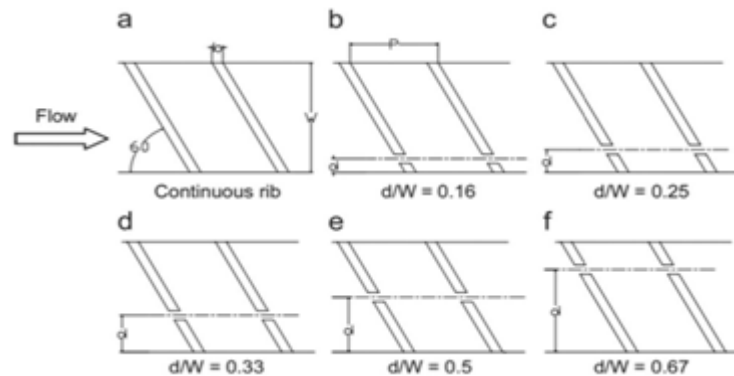 a
b
c
b
P
Flow
W
60
d
d
Continuous rib
d/W = 0.16
d/W = 0.25
d
e
f
d
d
d
d/W = 0.33
d/W = 0.5
d/W = 0.67